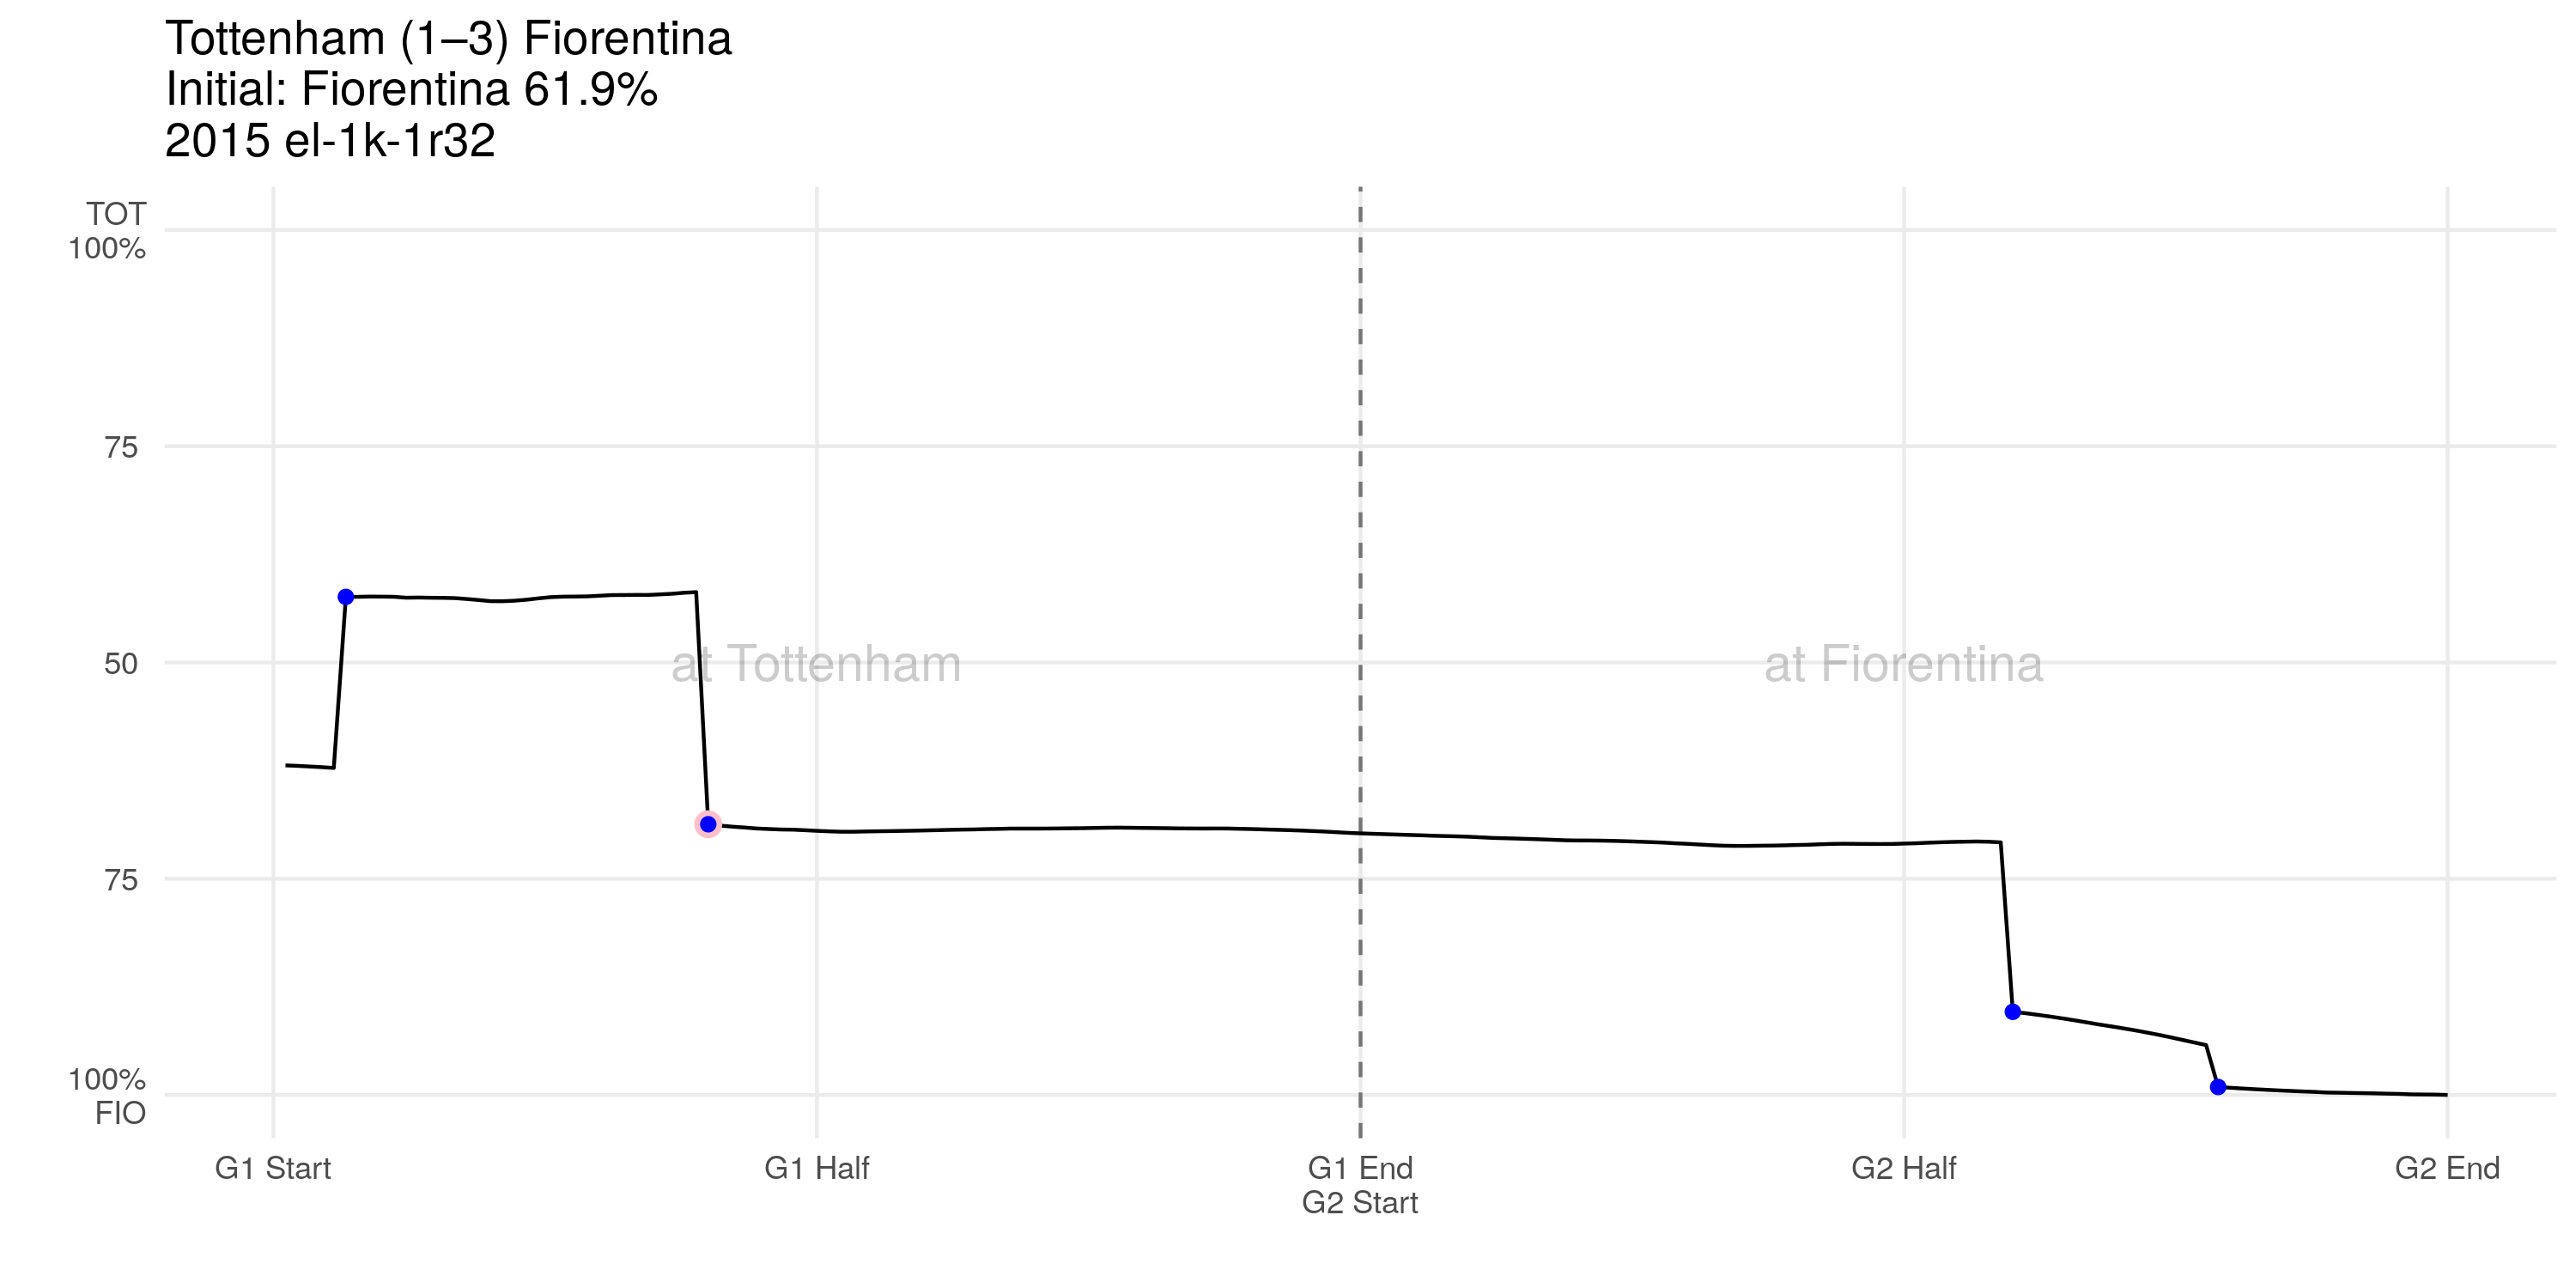 Tottenham (1–3) Fiorentina
Initial: Fiorentina 61.9%
2015 el-1k-1r32
TOT
100%
75
50
75
100%
FIO
at Tottenham
at Fiorentina
G1 Start
G1 Half
G1 End
G2 Start
G2 Half
G2 End